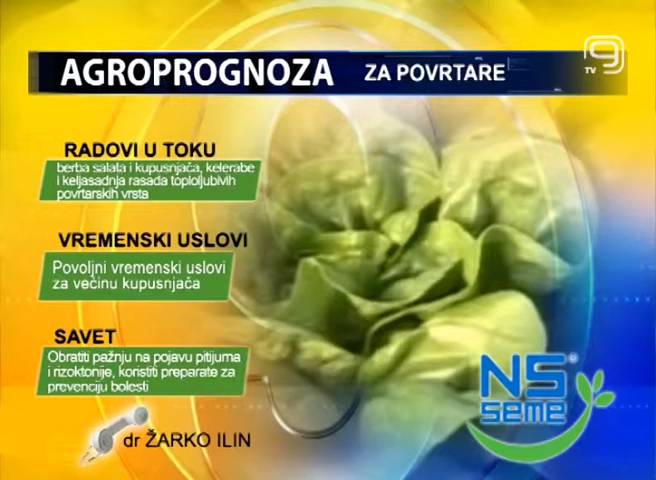 AGROPROGNOZA ZA POVRTARE
9
TV
RADOVI U TOKU
berba salata i kupusnjača, kelerabe
i keljasadnja rasada toploljubivih
povrtarskih vrsta
VREMENSKI USLOVI
Povoljni vremenski uslovi
za većinu kupusnjača
SAVET
Obratiti pažnju na pojavu pitijuma
i rizoktonije, koristiti preparate za
prevenciju bolesti
dr ŽARKO ILIN
NS
seme